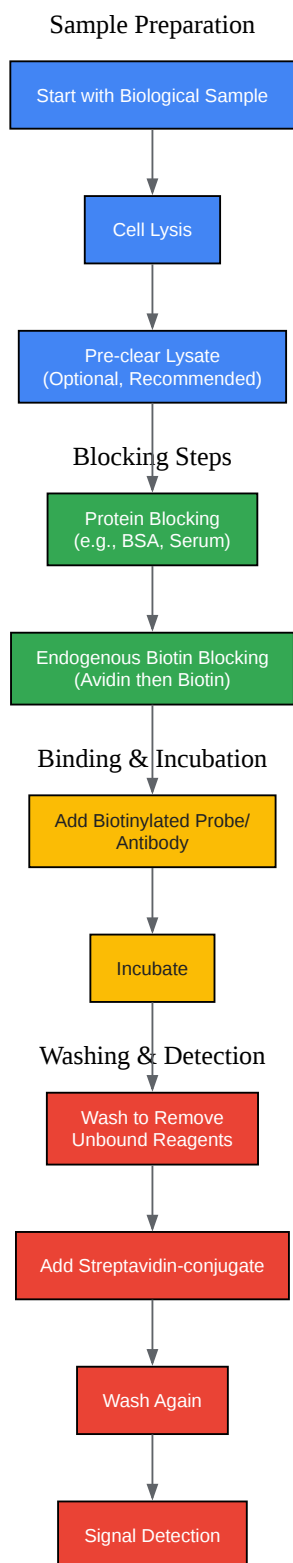 Sample Preparation
Start with Biological Sample
Cell Lysis
Pre-clear Lysate
(Optional, Recommended)
Blocking Steps
Protein Blocking
(e.g., BSA, Serum)
Endogenous Biotin Blocking
(Avidin then Biotin)
Binding & Incubation
Add Biotinylated Probe/
Antibody
Incubate
Washing & Detection
Wash to Remove
Unbound Reagents
Add Streptavidin-conjugate
Wash Again
Signal Detection